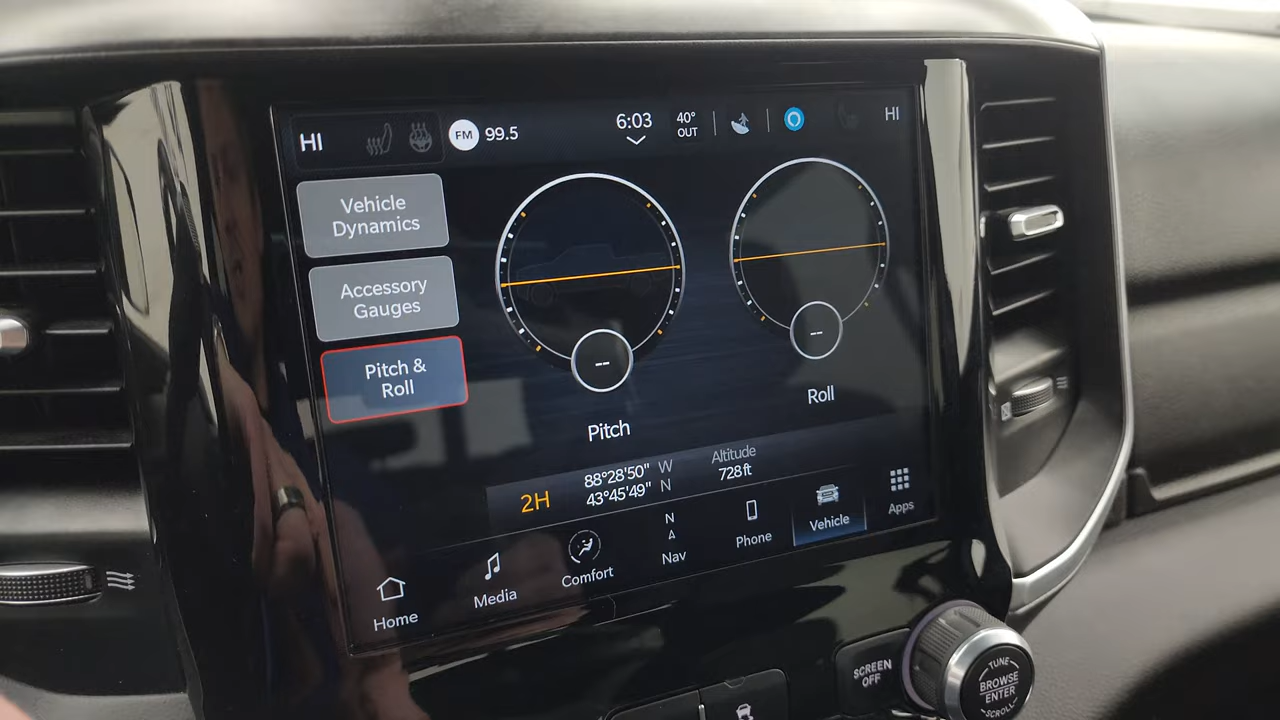 HI
FM 99.5
6:03
40°
OUT
HI
Vehicle
Dynamics
Accessory
Gauges
Pitch &
Roll
--
Pitch
--
Roll
2H
88°28'50" W
43°45'49" N
Altitude
728ft
Home
Media
Comfort
N
Nav
Phone
Vehicle
Apps
SCREEN
OFF
TUNE
BROWSE
ENTER
SCROLL